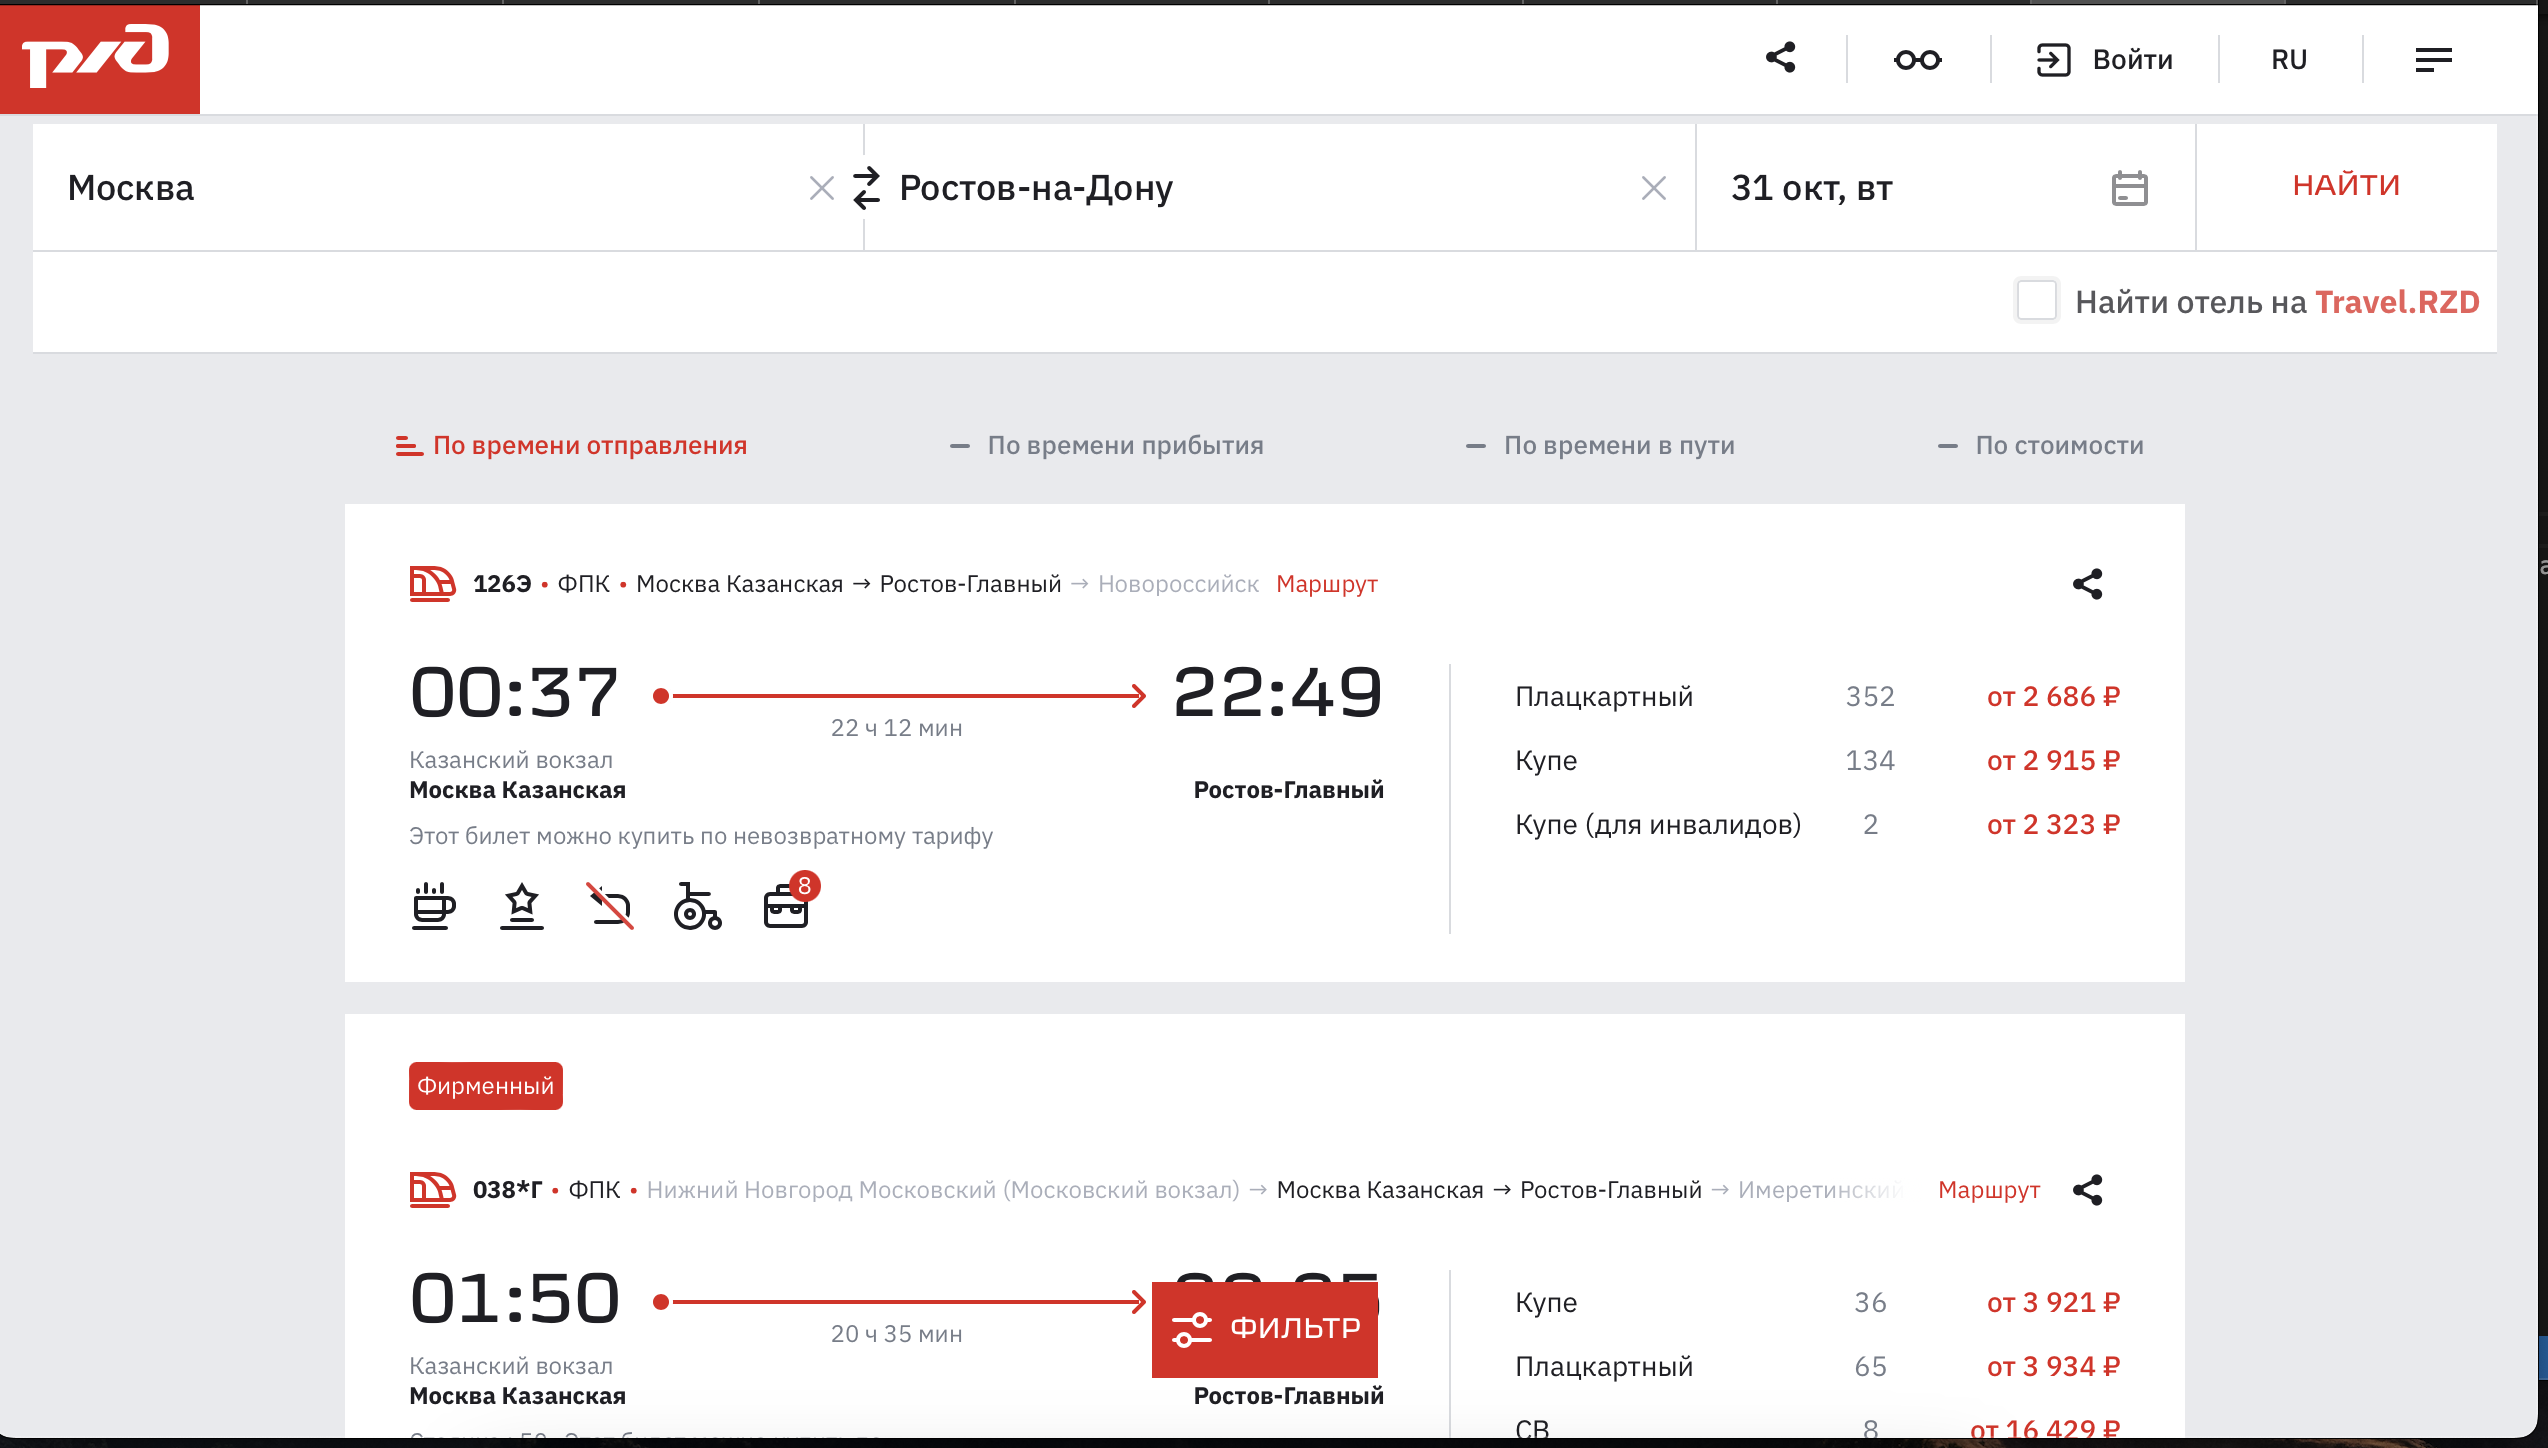 РЖД
Войти
RU
Москва
Ростов-на-Дону
31 окт, вт
НАЙТИ
Найти отель на Travel.RZD
По времени отправления
По времени прибытия
По времени в пути
По стоимости
126Э • ФПК • Москва Казанская → Ростов-Главный → Новороссийск Маршрут
00:37
22 ч 12 мин
22:49
Казанский вокзал
Москва Казанская
Ростов-Главный
Этот билет можно купить по невозвратному тарифу
8
Плацкартный 352 от 2 686 ₽
Купе 134 от 2 915 ₽
Купе (для инвалидов) 2 от 2 323 ₽
Фирменный
038*Г • ФПК • Нижний Новгород Московский (Московский вокзал) → Москва Казанская → Ростов-Главный → Имеретинский Маршрут
01:50
20 ч 35 мин
ФИЛЬТР
Казанский вокзал
Москва Казанская
Ростов-Главный
Купе 36 от 3 921 ₽
Плацкартный 65 от 3 934 ₽
СВ 8 от 16 429 ₽